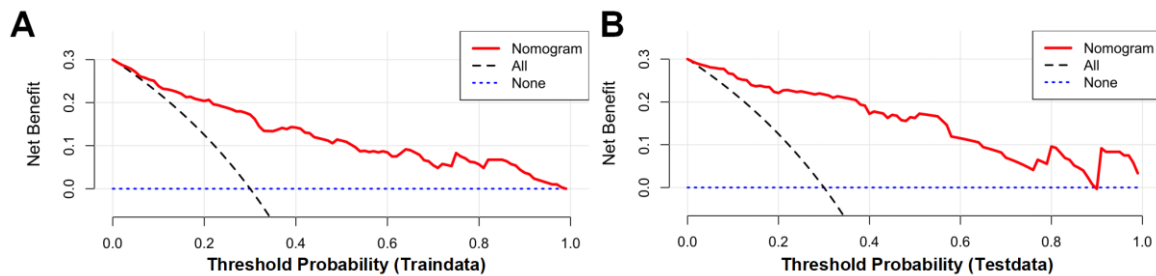 A
Net Benefit
0.3
0.2
0.1
0.0
Nomogram
All
None
0.0 0.2 0.4 0.6 0.8 1.0
Threshold Probability (Traindata)
B
Net Benefit
0.3
0.2
0.1
0.0
Nomogram
All
None
0.0 0.2 0.4 0.6 0.8 1.0
Threshold Probability (Testdata)